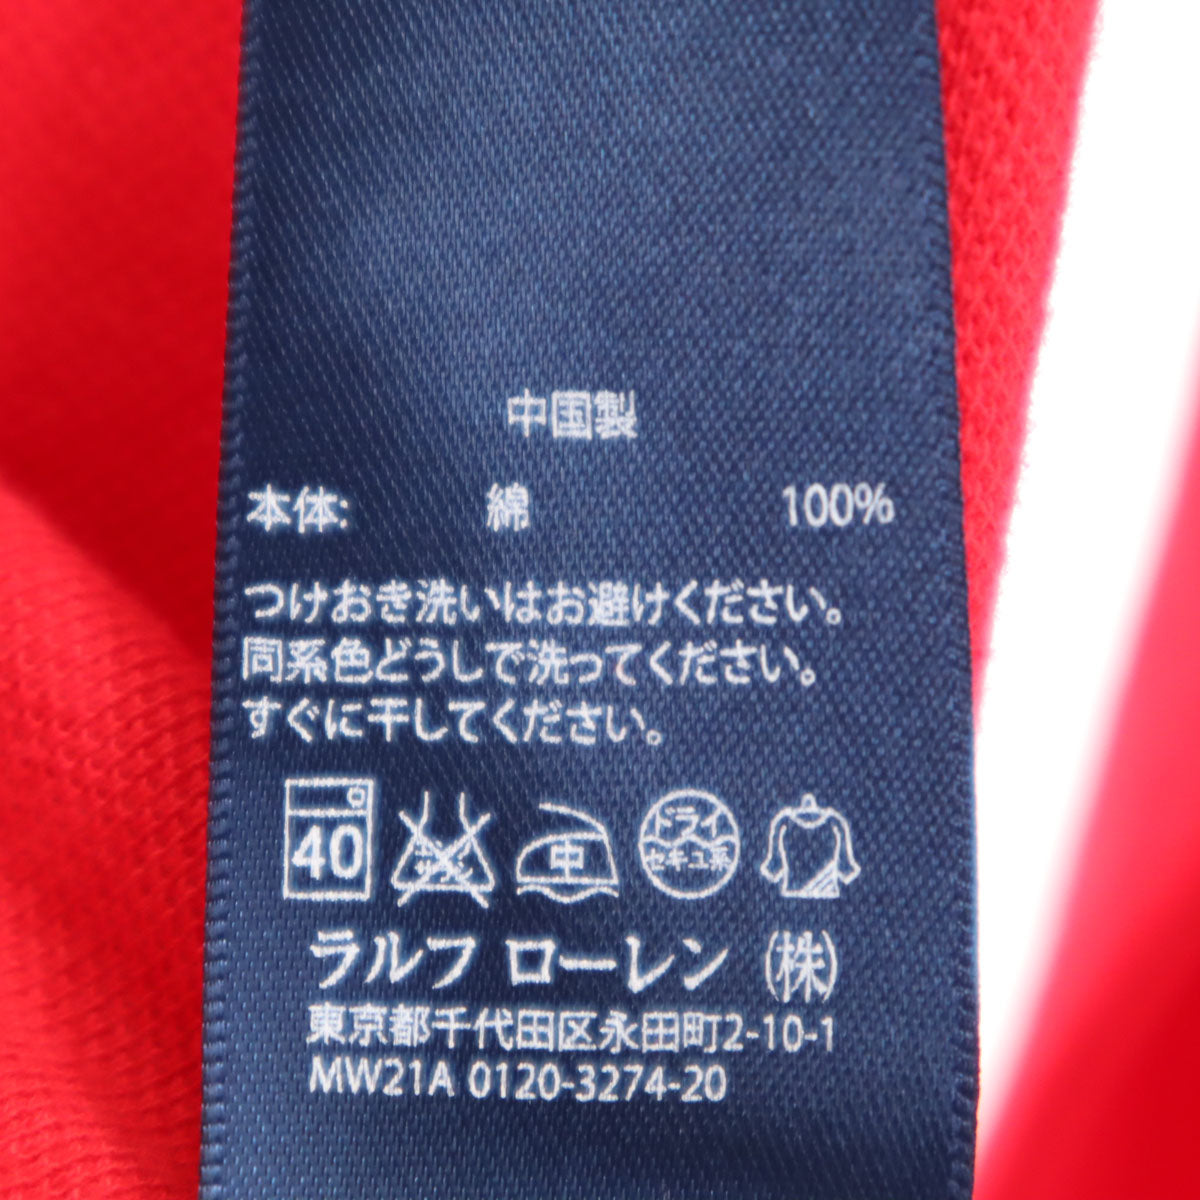 中国製
本体: 綿 100%
つけおき洗いはお避けください。
同系色どうしで洗ってください。
すぐに干してください。
40 中 ドライ セキユ系
ラルフ ローレン (株)
東京都千代田区永田町2-10-1
MW21A 0120-3274-20